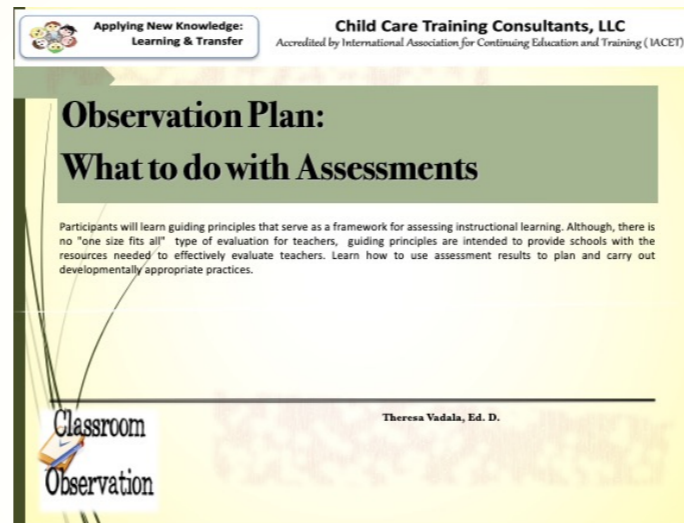 Applying New Knowledge:
Learning & Transfer
Child Care Training Consultants, LLC
Accredited by International Association for Continuing Education and Training ( IACET)
Observation Plan:
What to do with Assessments
Participants will learn guiding principles that serve as a framework for assessing instructional learning. Although, there is
no "one size fits all"  type of evaluation for teachers,  guiding principles are intended to provide schools with the
resources needed to effectively evaluate teachers. Learn how to use assessment results to plan and carry out
developmentally appropriate practices.
Theresa Vadala, Ed. D.
Classroom
Observation